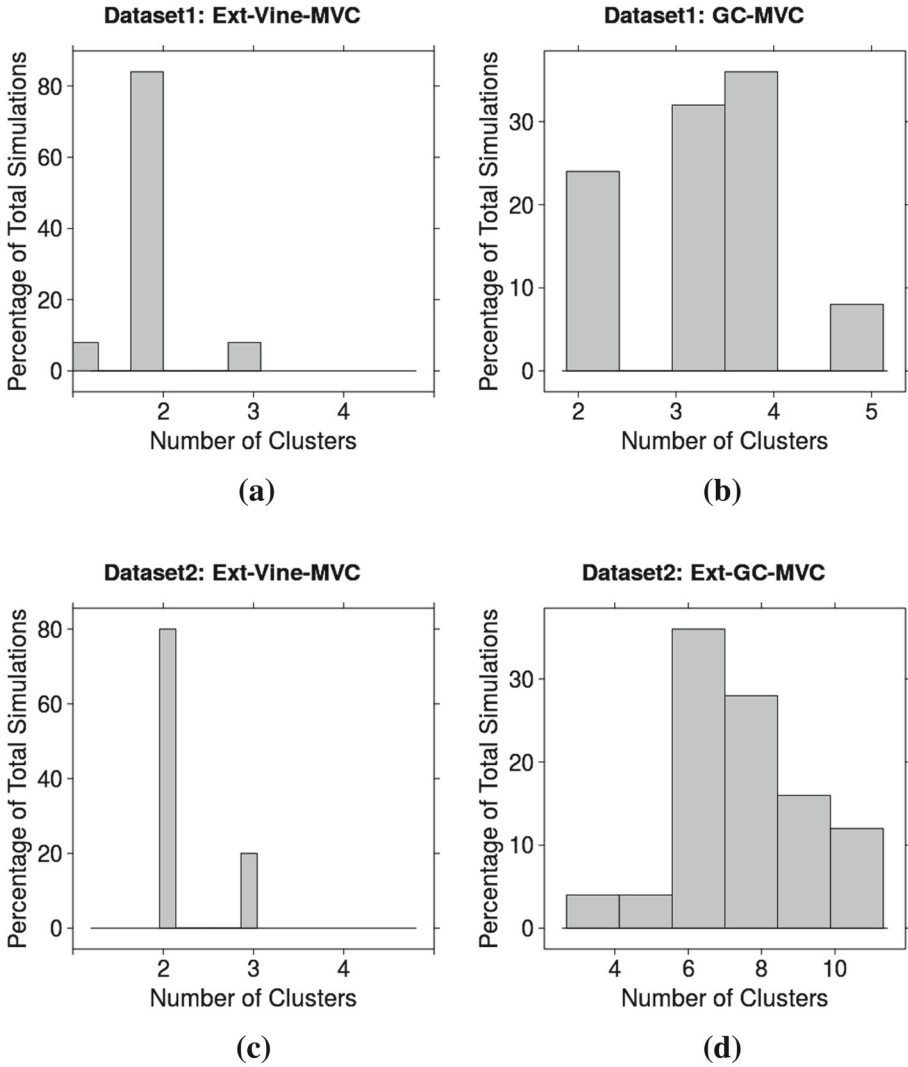 Dataset1: Ext-Vine-MVC
Percentage of Total Simulations
80
60
40
20
0
2 3 4
Number of Clusters
(a)
Dataset1: GC-MVC
Percentage of Total Simulations
30
20
10
0
2 3 4 5
Number of Clusters
(b)
Dataset2: Ext-Vine-MVC
Percentage of Total Simulations
80
60
40
20
0
2 3 4
Number of Clusters
(c)
Dataset2: Ext-GC-MVC
Percentage of Total Simulations
30
20
10
0
4 6 8 10
Number of Clusters
(d)